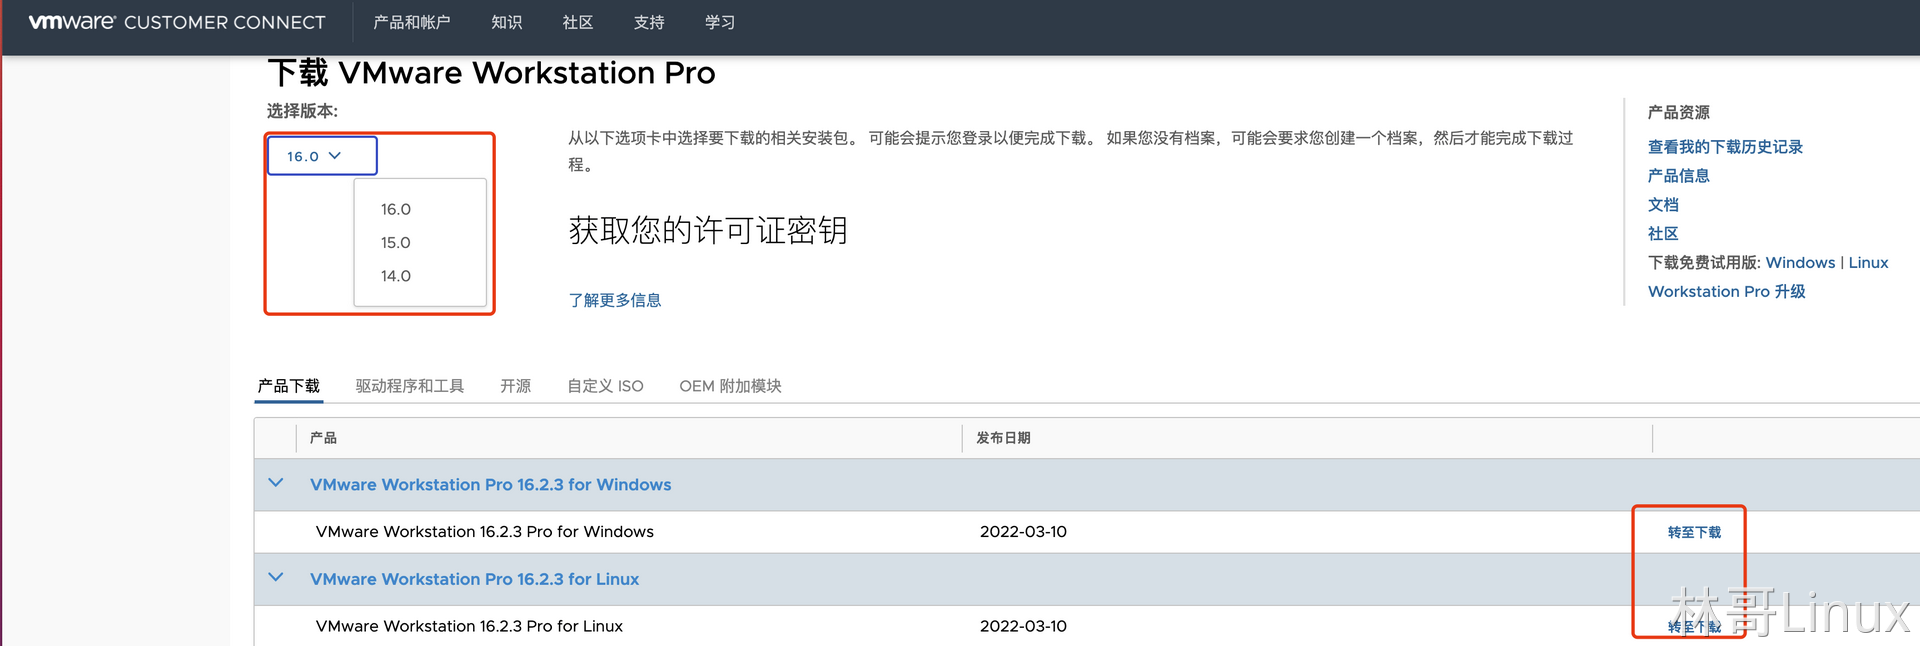 vmware® CUSTOMER CONNECT 产品和帐户 知识 社区 支持 学习
下载 VMware Workstation Pro
选择版本:
16.0
16.0
15.0
14.0
从以下选项卡中选择要下载的相关安装包。 可能会提示您登录以便完成下载。 如果您没有档案，可能会要求您创建一个档案，然后才能完成下载过
程。
获取您的许可证密钥
了解更多信息
产品资源
查看我的下载历史记录
产品信息
文档
社区
下载免费试用版: Windows | Linux
Workstation Pro 升级
产品下载 驱动程序和工具 开源 自定义 ISO OEM 附加模块
产品 发布日期
VMware Workstation Pro 16.2.3 for Windows
VMware Workstation 16.2.3 Pro for Windows 2022-03-10 转至下载
VMware Workstation Pro 16.2.3 for Linux
VMware Workstation 16.2.3 Pro for Linux 2022-03-10 转至下载
林哥Linux